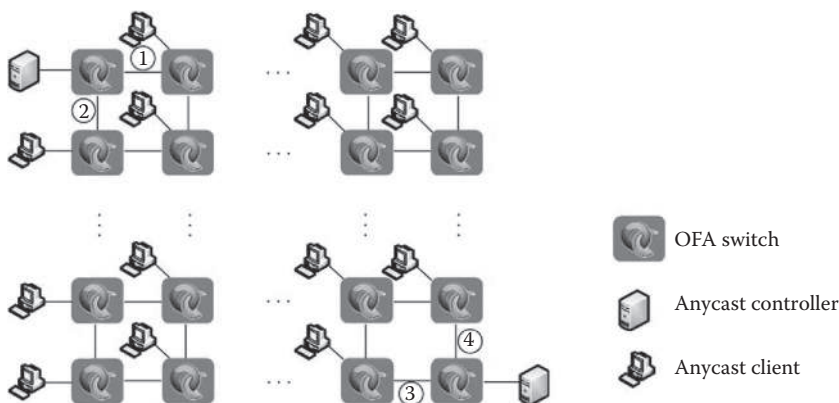 1
2
. . .
. . .
. . .
. . .
. . .
. . .
. . .
. . .
4
3
OFA switch
Anycast controller
Anycast client